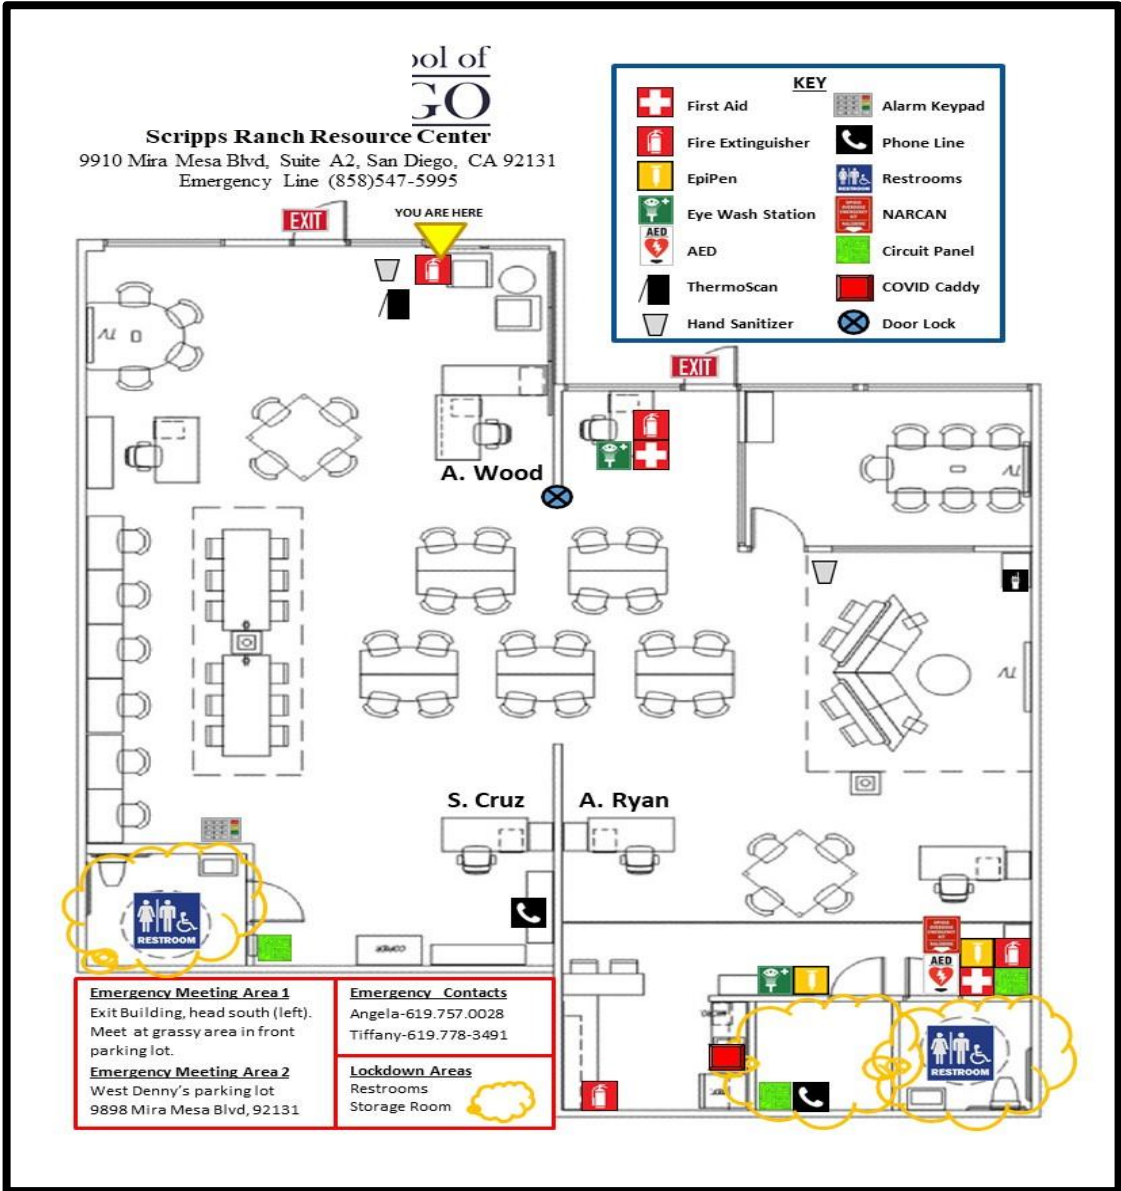 ool of
GO
Scripps Ranch Resource Center
9910 Mira Mesa Blvd, Suite A2, San Diego, CA 92131
Emergency Line (858)547-5995
KEY
First Aid
Alarm Keypad
Fire Extinguisher
Phone Line
EpiPen
RESTROOM
Restrooms
Eye Wash Station
NARCAN
AED
AED
Circuit Panel
ThermoScan
COVID Caddy
Hand Sanitizer
Door Lock
EXIT
YOU ARE HERE
TV
EXIT
A. Wood
TV
TV
S. Cruz
A. Ryan
RESTROOM
COPIER
AED
RESTROOM
Emergency Meeting Area 1
Exit Building, head south (left).
Meet at grassy area in front
parking lot.
Emergency Meeting Area 2
West Denny's parking lot
9898 Mira Mesa Blvd, 92131
Emergency Contacts
Angela-619.757.0028
Tiffany-619.778-3491
Lockdown Areas
Restrooms
Storage Room